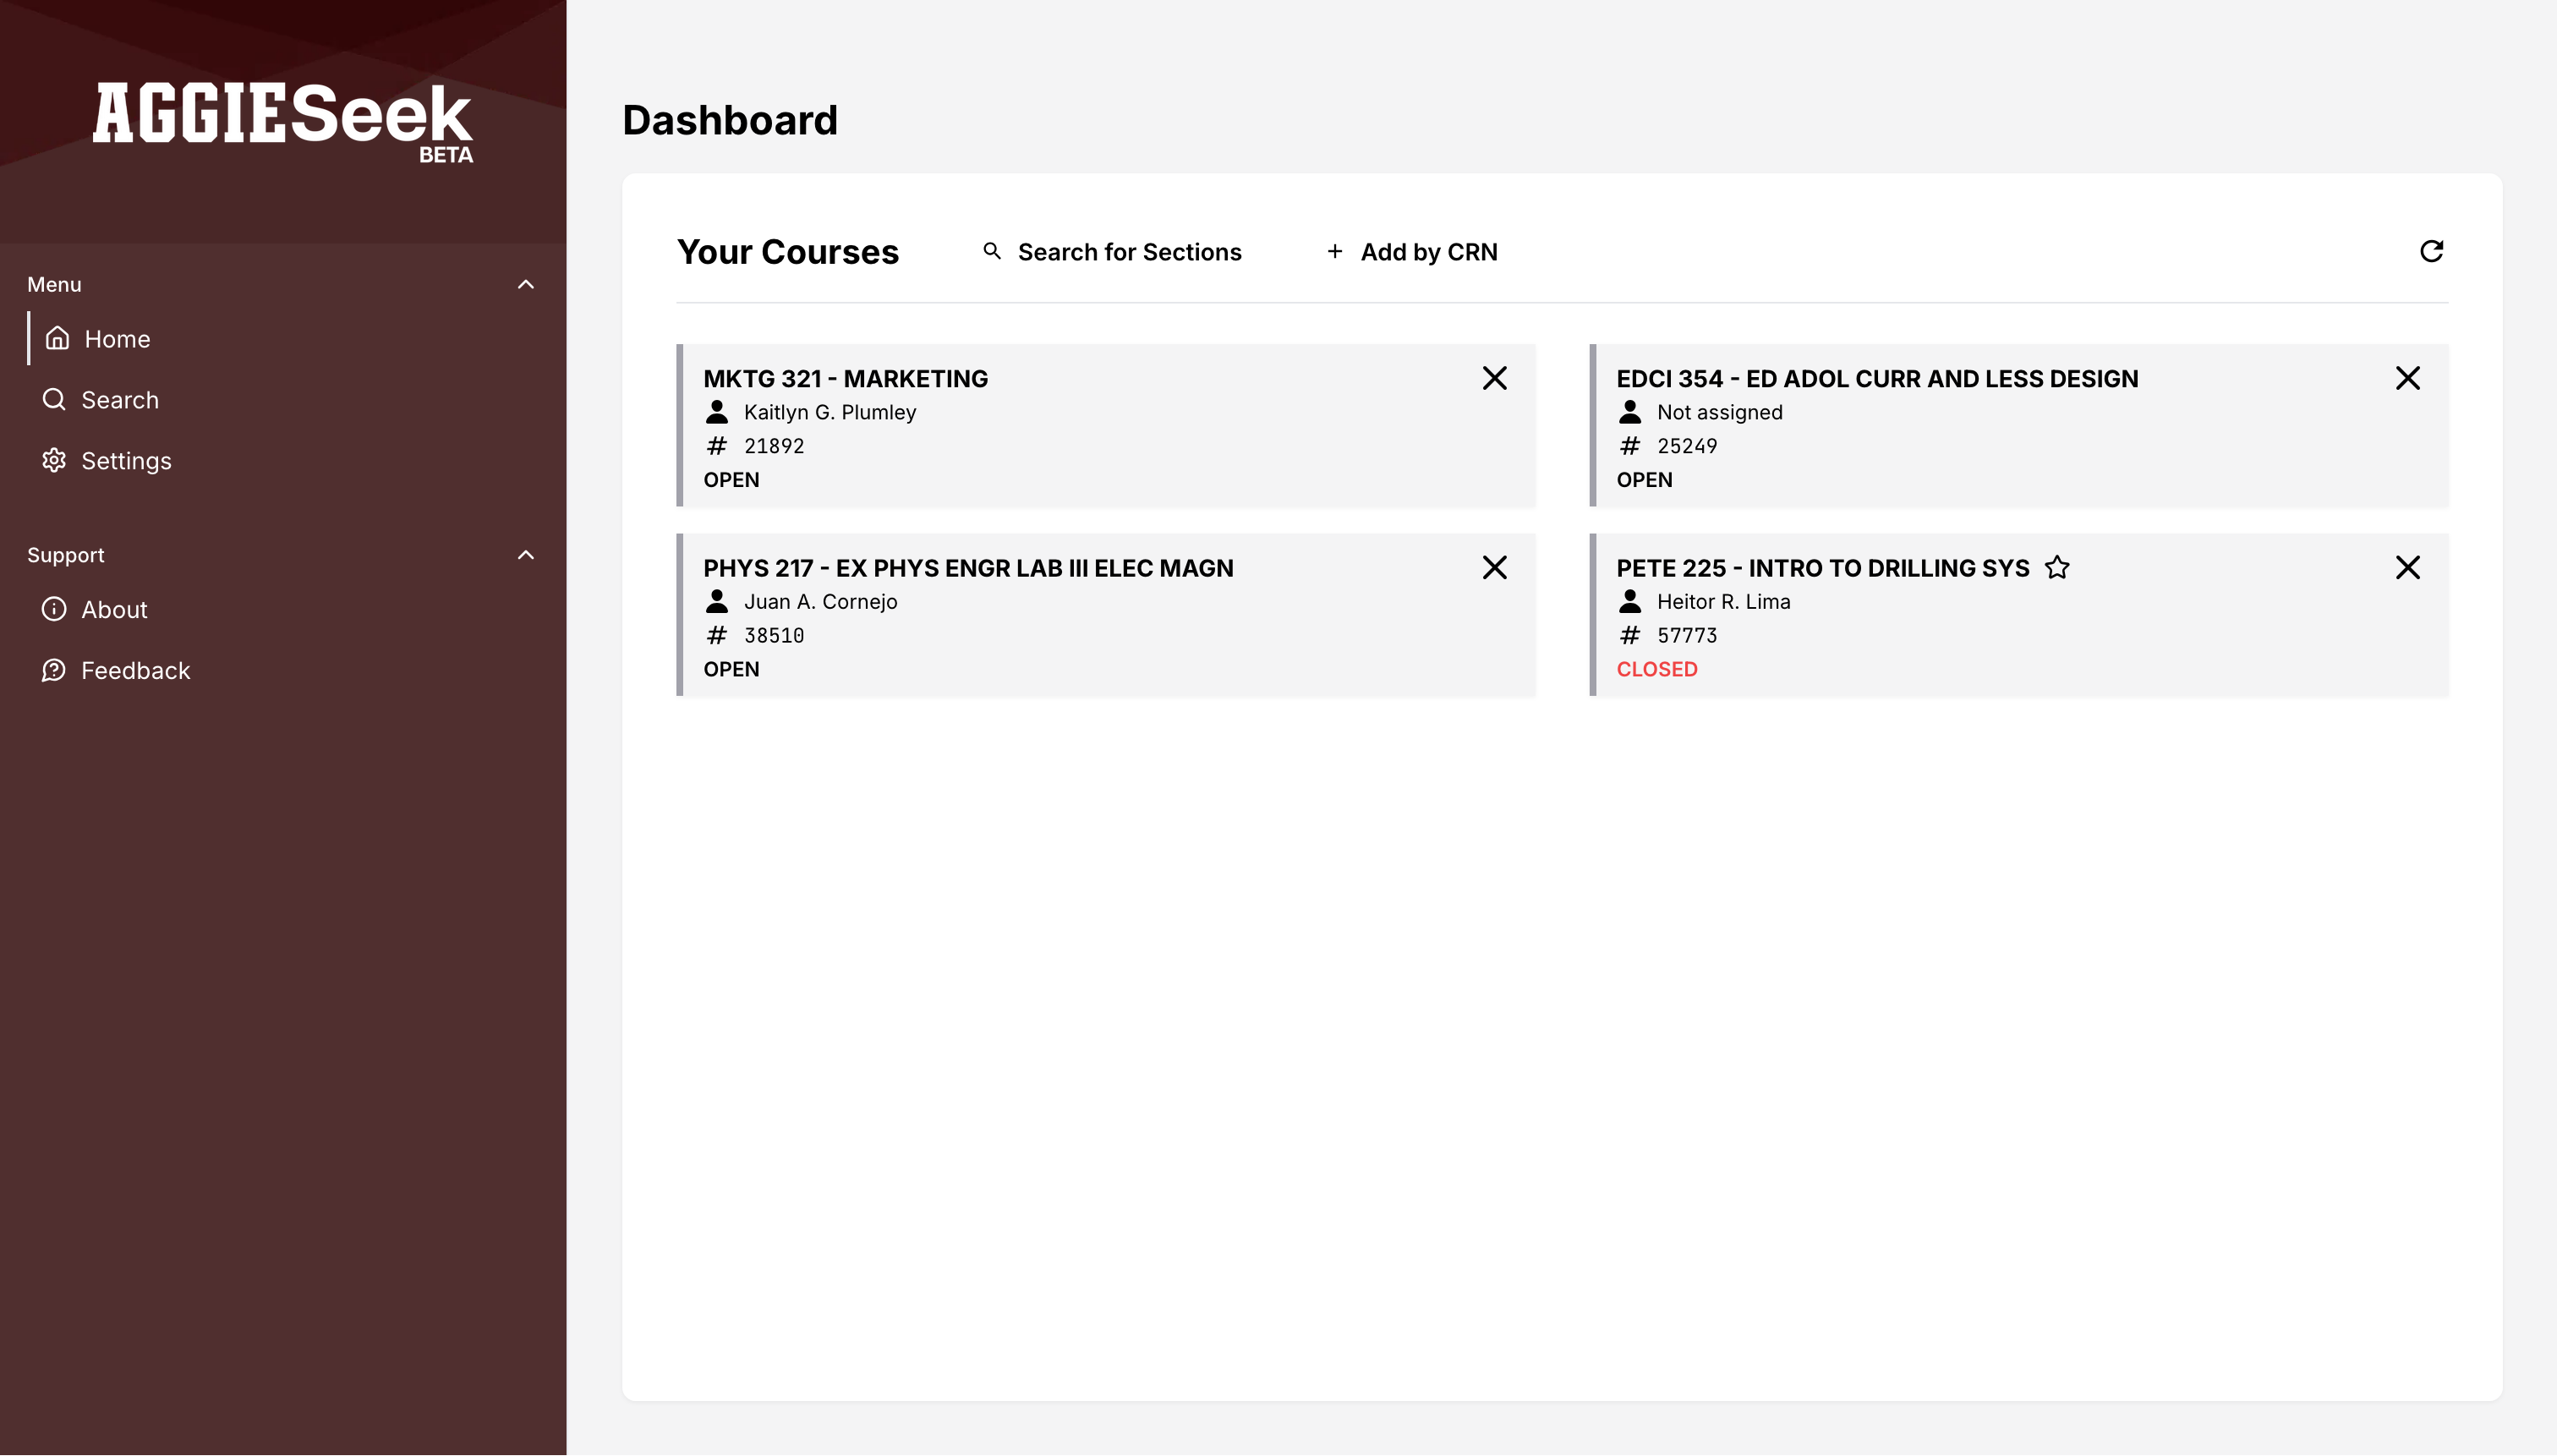 AGGIESeek
BETA
Menu
Home
Search
Settings
Support
About
Feedback
Dashboard
Your Courses
Search for Sections
+ Add by CRN
MKTG 321 - MARKETING
Kaitlyn G. Plumley
# 21892
OPEN
EDCI 354 - ED ADOL CURR AND LESS DESIGN
Not assigned
# 25249
OPEN
PHYS 217 - EX PHYS ENGR LAB III ELEC MAGN
Juan A. Cornejo
# 38510
OPEN
PETE 225 - INTRO TO DRILLING SYS
Heitor R. Lima
# 57773
CLOSED